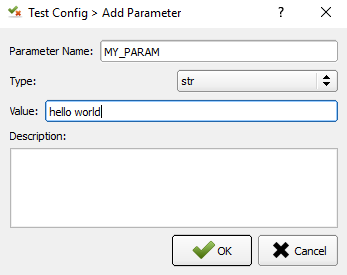 Test Config > Add Parameter ?
Parameter Name: MY_PARAM
Type: str
Value: hello world
Description:
OK Cancel